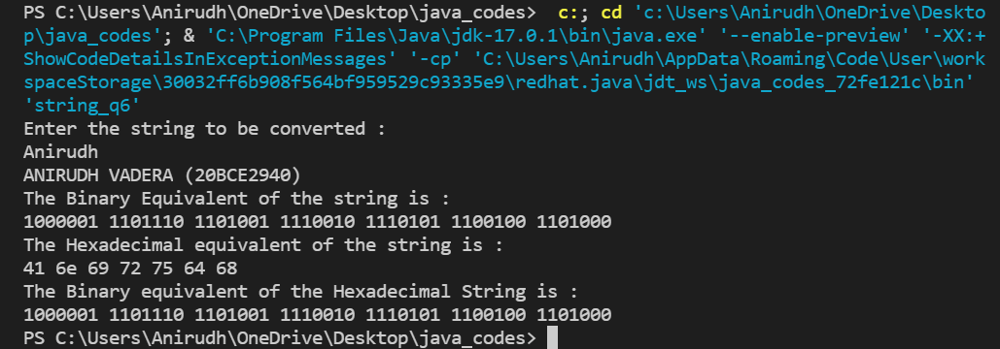 PS C:\Users\Anirudh\OneDrive\Desktop\java_codes>  c:; cd 'c:\Users\Anirudh\OneDrive\Deskto
p\java_codes'; & 'C:\Program Files\Java\jdk-17.0.1\bin\java.exe' '--enable-preview' '-XX:+
ShowCodeDetailsInExceptionMessages' '-cp' 'C:\Users\Anirudh\AppData\Roaming\Code\User\work
spaceStorage\30032ff6b908f564bf959529c93335e9\redhat.java\jdt_ws\java_codes_72fe121c\bin'
'string_q6'
Enter the string to be converted :
Anirudh
ANIRUDH VADERA (20BCE2940)
The Binary Equivalent of the string is :
1000001 1101110 1101001 1110010 1110101 1100100 1101000
The Hexadecimal equivalent of the string is :
41 6e 69 72 75 64 68
The Binary equivalent of the Hexadecimal String is :
1000001 1101110 1101001 1110010 1110101 1100100 1101000
PS C:\Users\Anirudh\OneDrive\Desktop\java_codes>